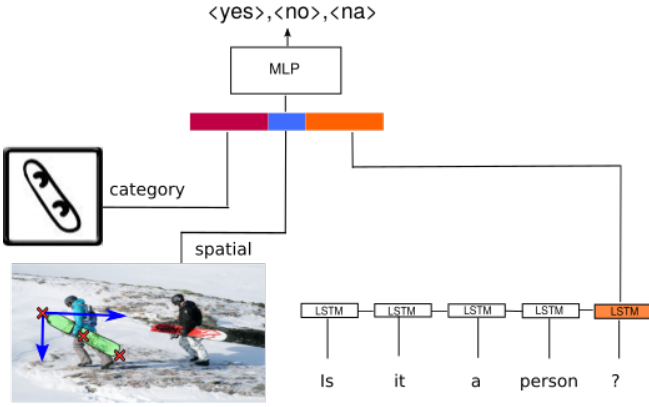 <yes>,<no>,<na>
MLP
category
spatial
LSTM LSTM LSTM LSTM LSTM
Is it a person ?